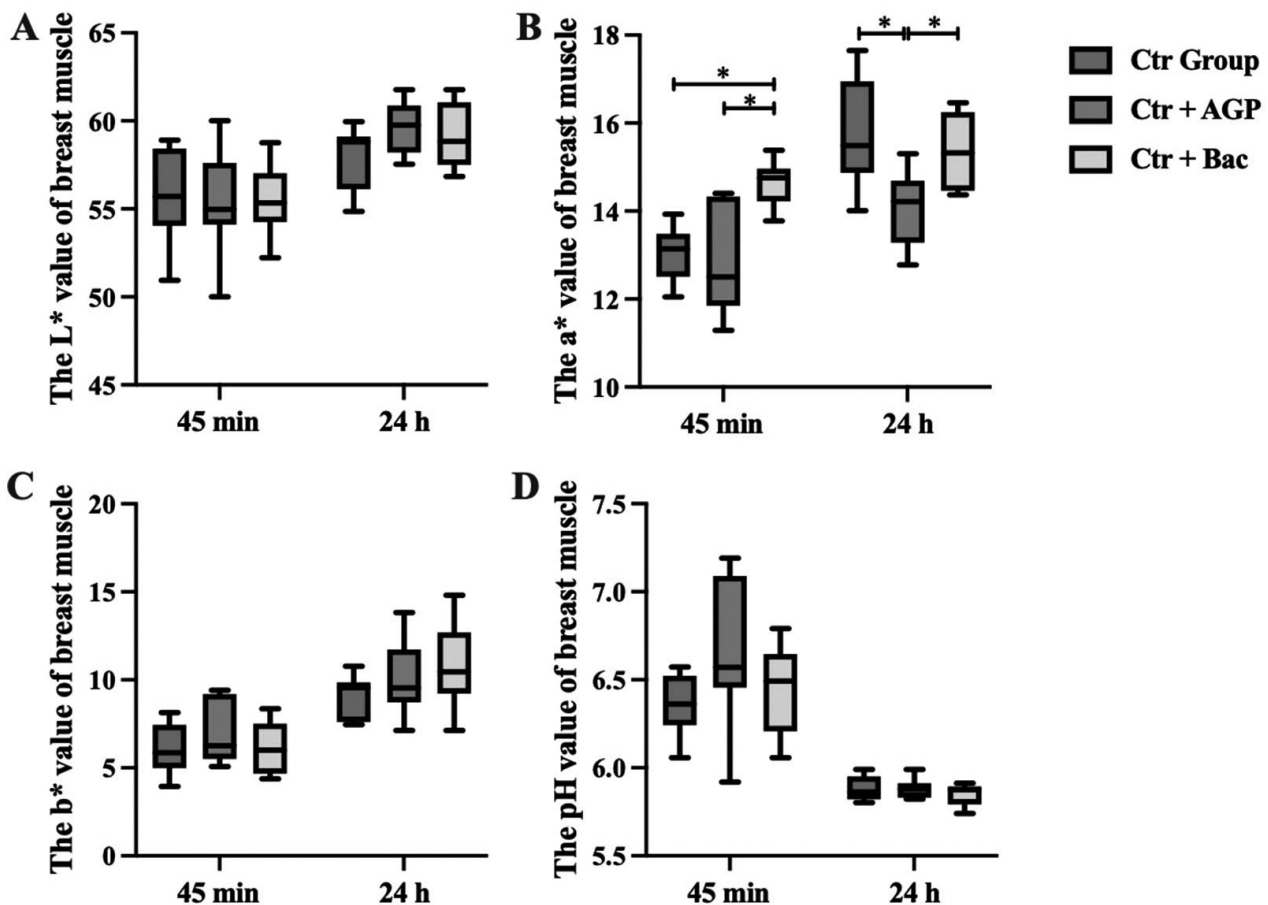 A
The L* value of breast muscle
65
60
55
50
45
45 min
24 h
B
The a* value of breast muscle
18
16
14
12
10
*
*
*
*
45 min
24 h
Ctr Group
Ctr + AGP
Ctr + Bac
C
The b* value of breast muscle
20
15
10
5
0
45 min
24 h
D
The pH value of breast muscle
7.5
7.0
6.5
6.0
5.5
45 min
24 h